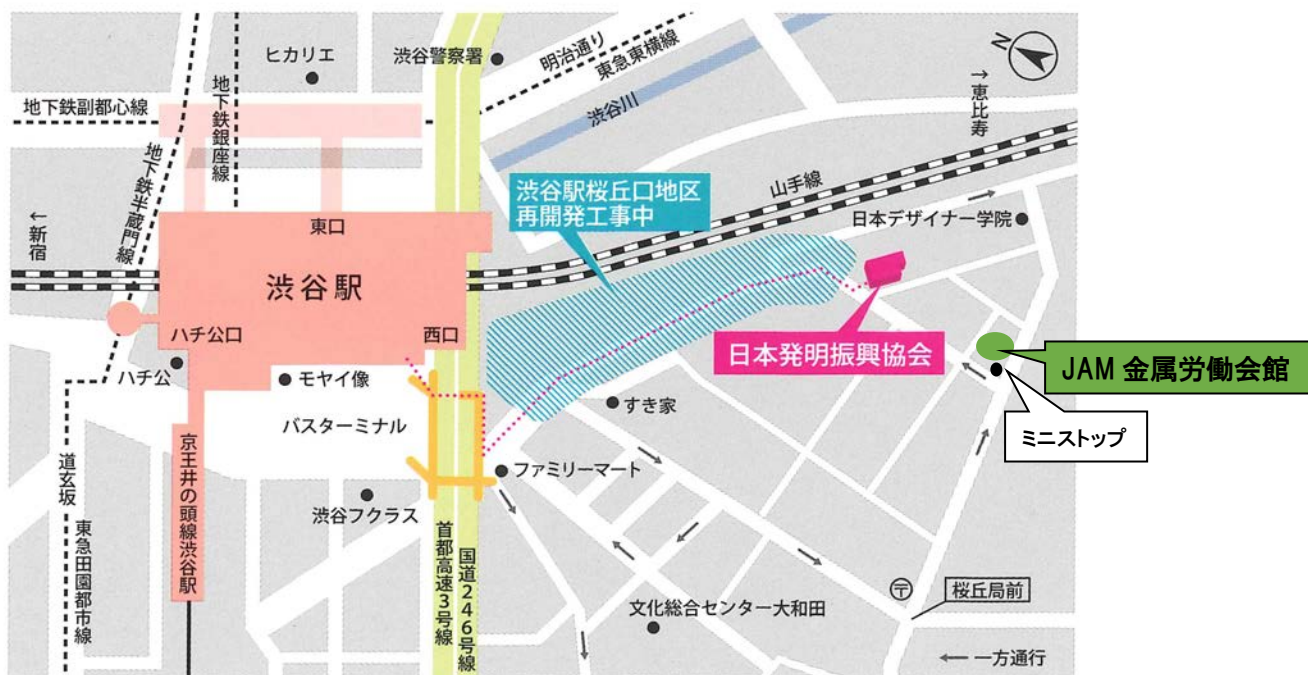 ヒカリエ
渋谷警察署
明治通り
東急東横線
N
地下鉄副都心線
地下鉄銀座線
渋谷川
→恵比寿
地下鉄半蔵門線
渋谷駅桜丘口地区
再開発工事中
山手線
←新宿
東口
日本デザイナー学院
渋谷駅
ハチ公口
西口
日本発明振興協会
JAM 金属労働会館
ハチ公
モヤイ像
すき家
ミニストップ
バスターミナル
道玄坂
京王井の頭線渋谷駅
ファミリーマート
渋谷フクラス
東急田園都市線
首都高速3号線
国道246号線
〒
桜丘局前
文化総合センター大和田
←一方通行